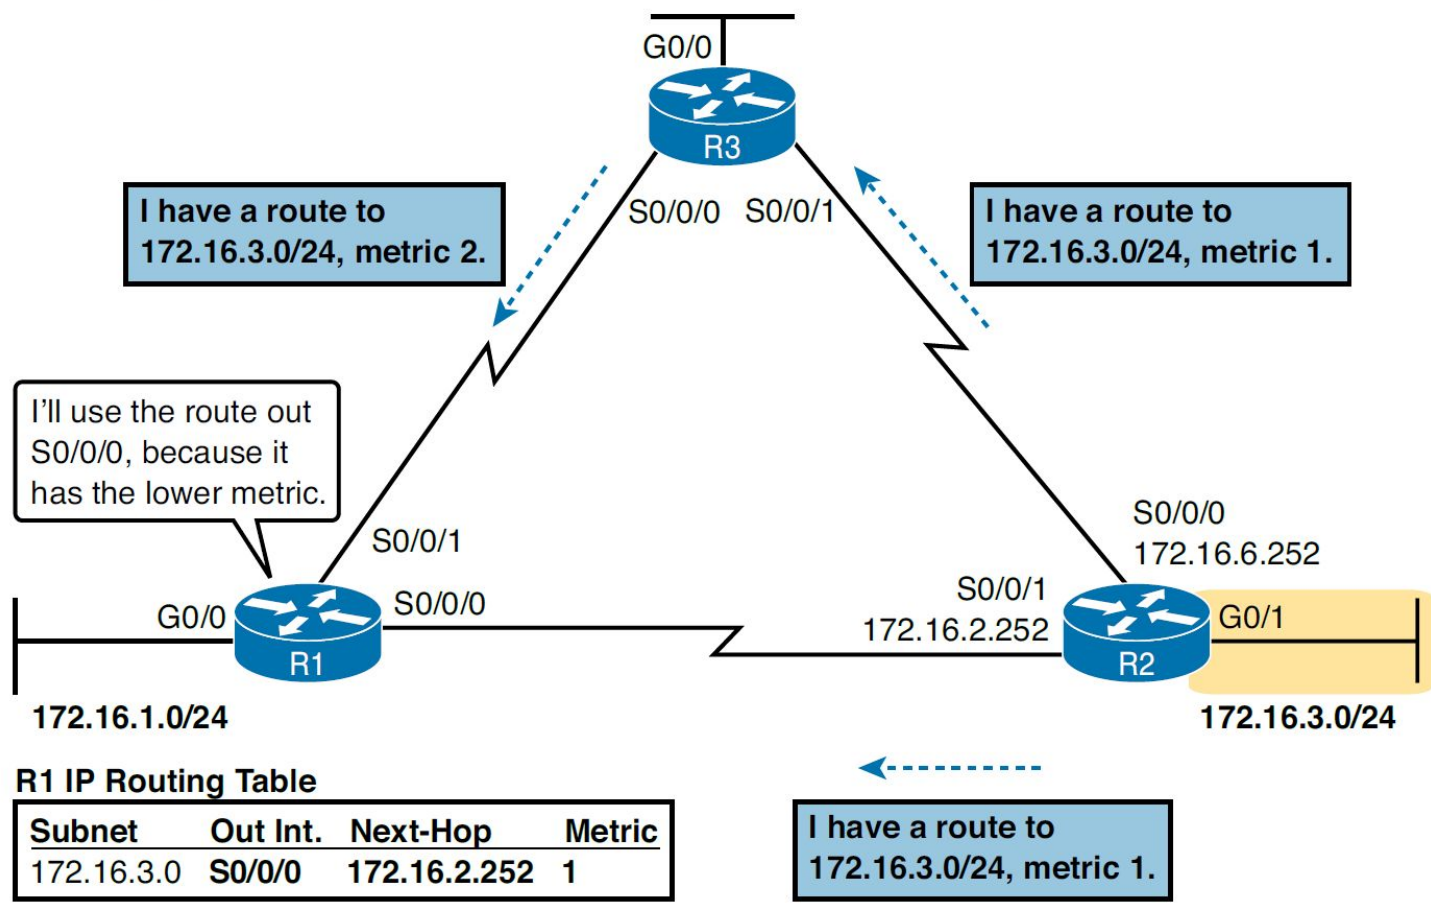 G0/0
R3
I have a route to
172.16.3.0/24, metric 2.
S0/0/0 S0/0/1
I have a route to
172.16.3.0/24, metric 1.
I'll use the route out
S0/0/0, because it
has the lower metric.
S0/0/1
S0/0/0
G0/0
R1
172.16.1.0/24
S0/0/0
172.16.6.252
S0/0/1
172.16.2.252
G0/1
R2
172.16.3.0/24
R1 IP Routing Table
Subnet Out Int. Next-Hop Metric
172.16.3.0 S0/0/0 172.16.2.252 1
I have a route to
172.16.3.0/24, metric 1.